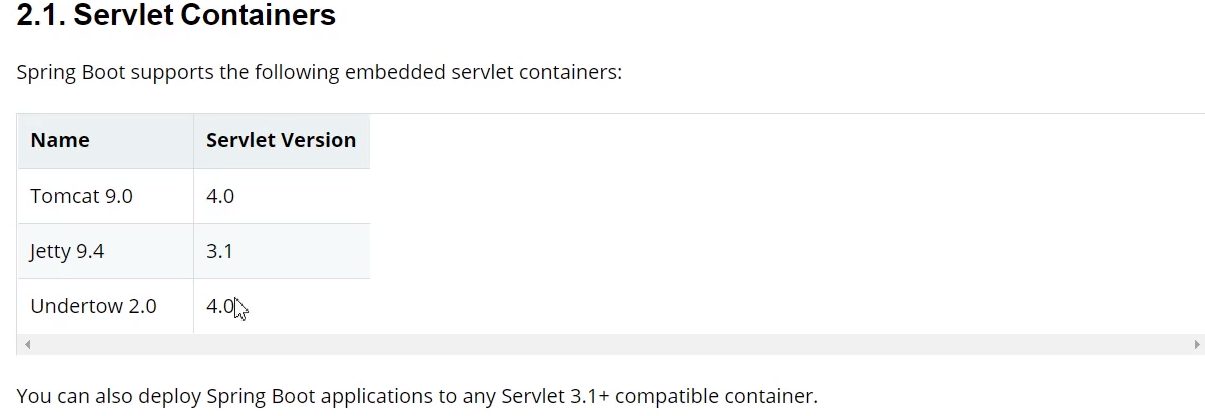 2.1. Servlet Containers
Spring Boot supports the following embedded servlet containers:
Name Servlet Version
Tomcat 9.0 4.0
Jetty 9.4 3.1
Undertow 2.0 4.0
You can also deploy Spring Boot applications to any Servlet 3.1+ compatible container.